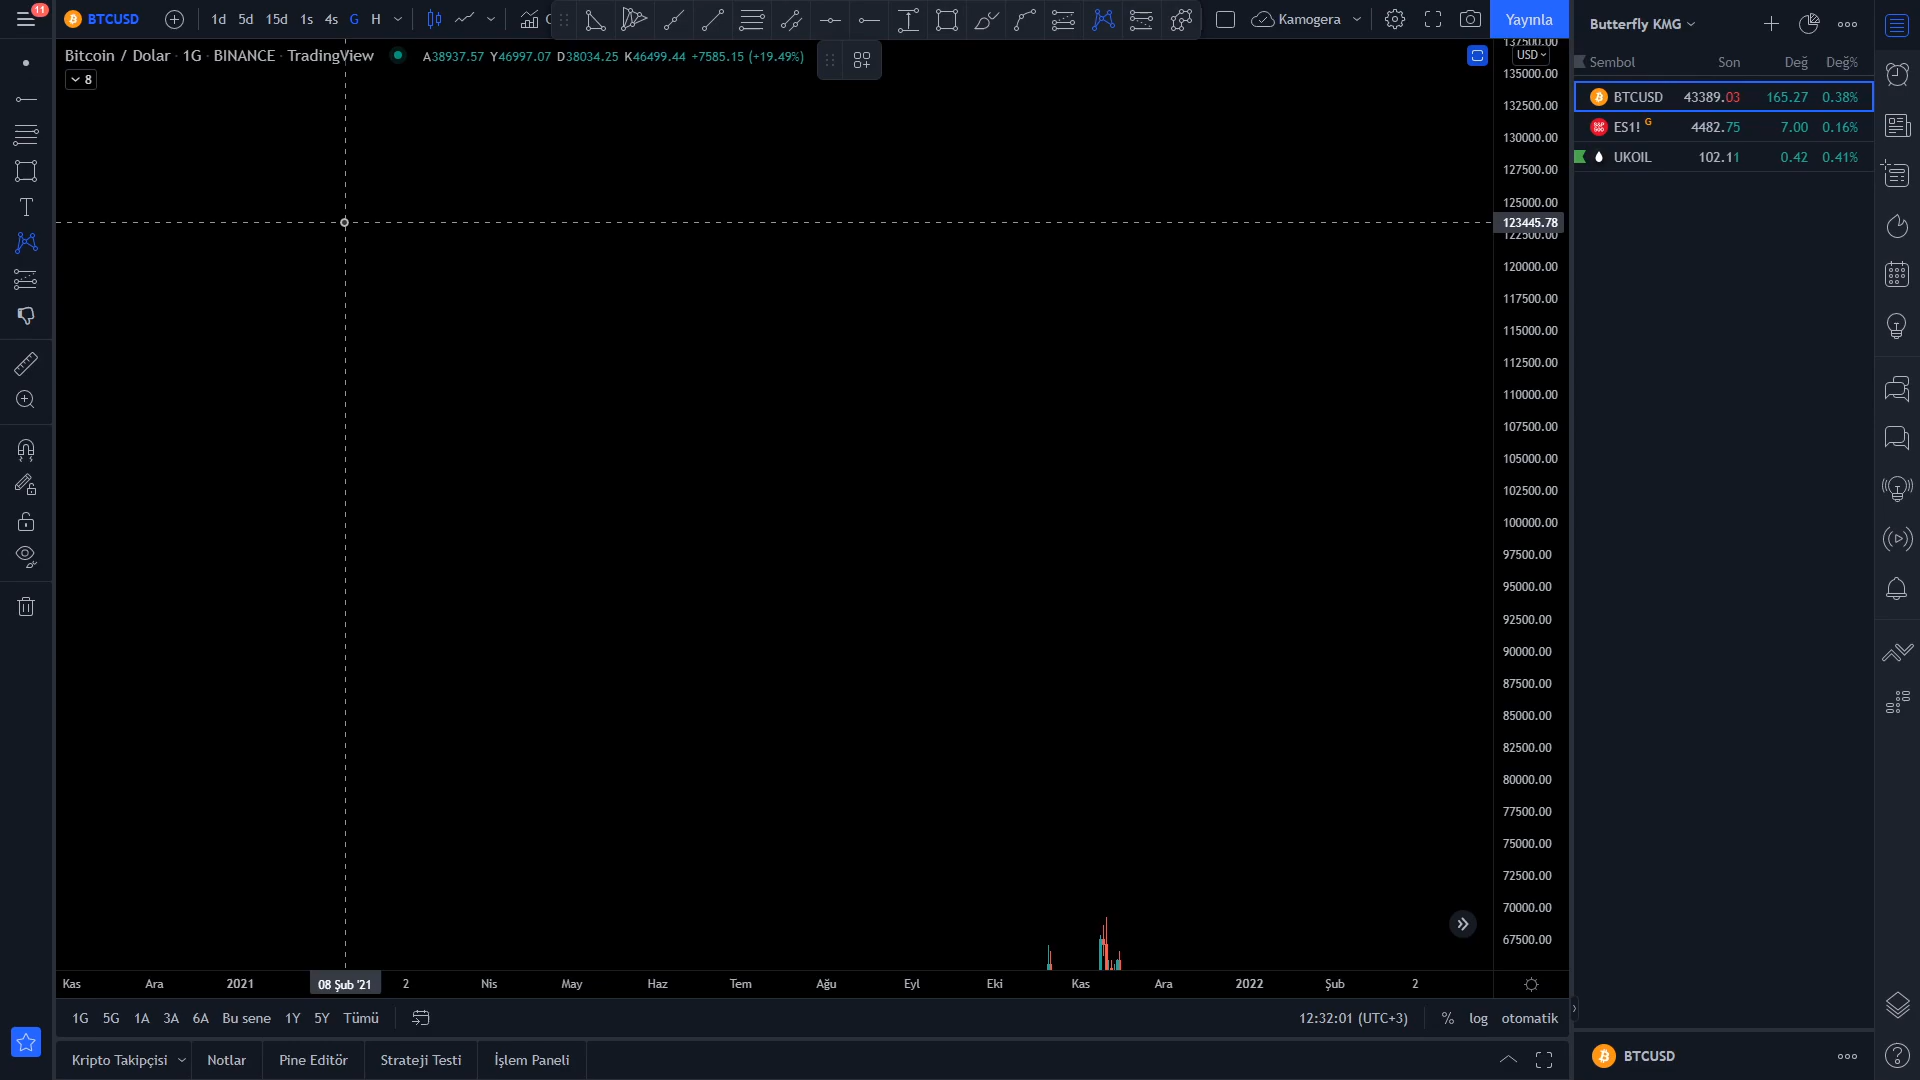 11
BTCUSD
1d 5d 15d 1s 4s G H
Kamogera
Yayınla
Butterfly KMG
Bitcoin / Dolar · 1G · BINANCE · TradingView
A38937.57 Y46997.07 D38034.25 K46499.44 +7585.15 (+19.49%)
8
137500.00
USD
135000.00
132500.00
130000.00
127500.00
125000.00
123445.78
122500.00
120000.00
117500.00
115000.00
112500.00
110000.00
107500.00
105000.00
102500.00
100000.00
97500.00
95000.00
92500.00
90000.00
87500.00
85000.00
82500.00
80000.00
77500.00
75000.00
72500.00
70000.00
67500.00
Sembol Son Değ Değ%
BTCUSD 43389.03 165.27 0.38%
ES1! G 4482.75 7.00 0.16%
UKOIL 102.11 0.42 0.41%
Kas Ara 2021 08 Şub '21 2 Nis May Haz Tem Ağu Eyl Eki Kas Ara 2022 Şub 2
1G 5G 1A 3A 6A Bu sene 1Y 5Y Tümü
12:32:01 (UTC+3) % log otomatik
Kripto Takipçisi Notlar Pine Editör Strateji Testi İşlem Paneli
BTCUSD